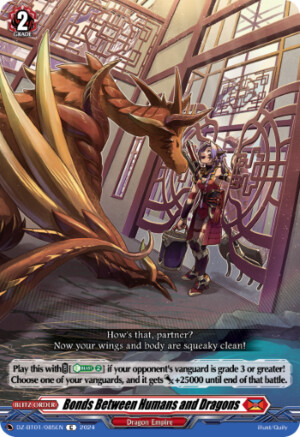 2
GRADE
How's that, partner?
Now your wings and body are squeaky clean!
Play this with if your opponent's vanguard is grade 3 or greater!
Choose one of your vanguards, and it gets +25000 until end of that battle.
BLITZ ORDER
Bonds Between Humans and Dragons
Dragon Empire
DZ-BT01/085EN C 2024